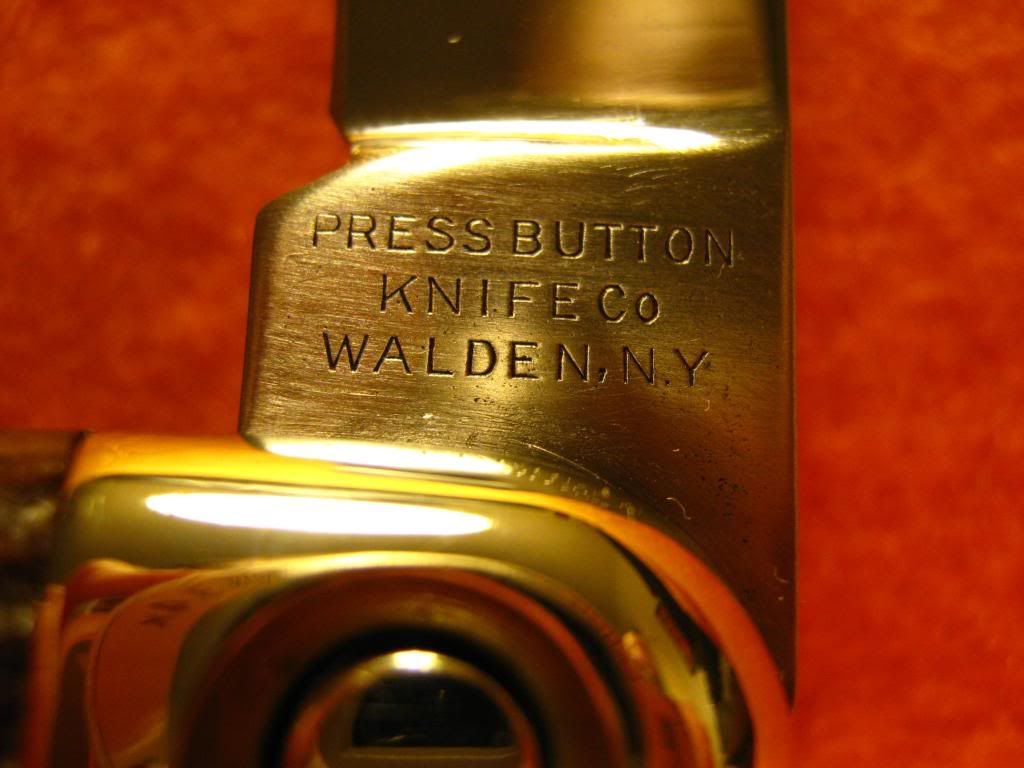 PRESS BUTTON
KNIFE Co
WALDEN, N.Y